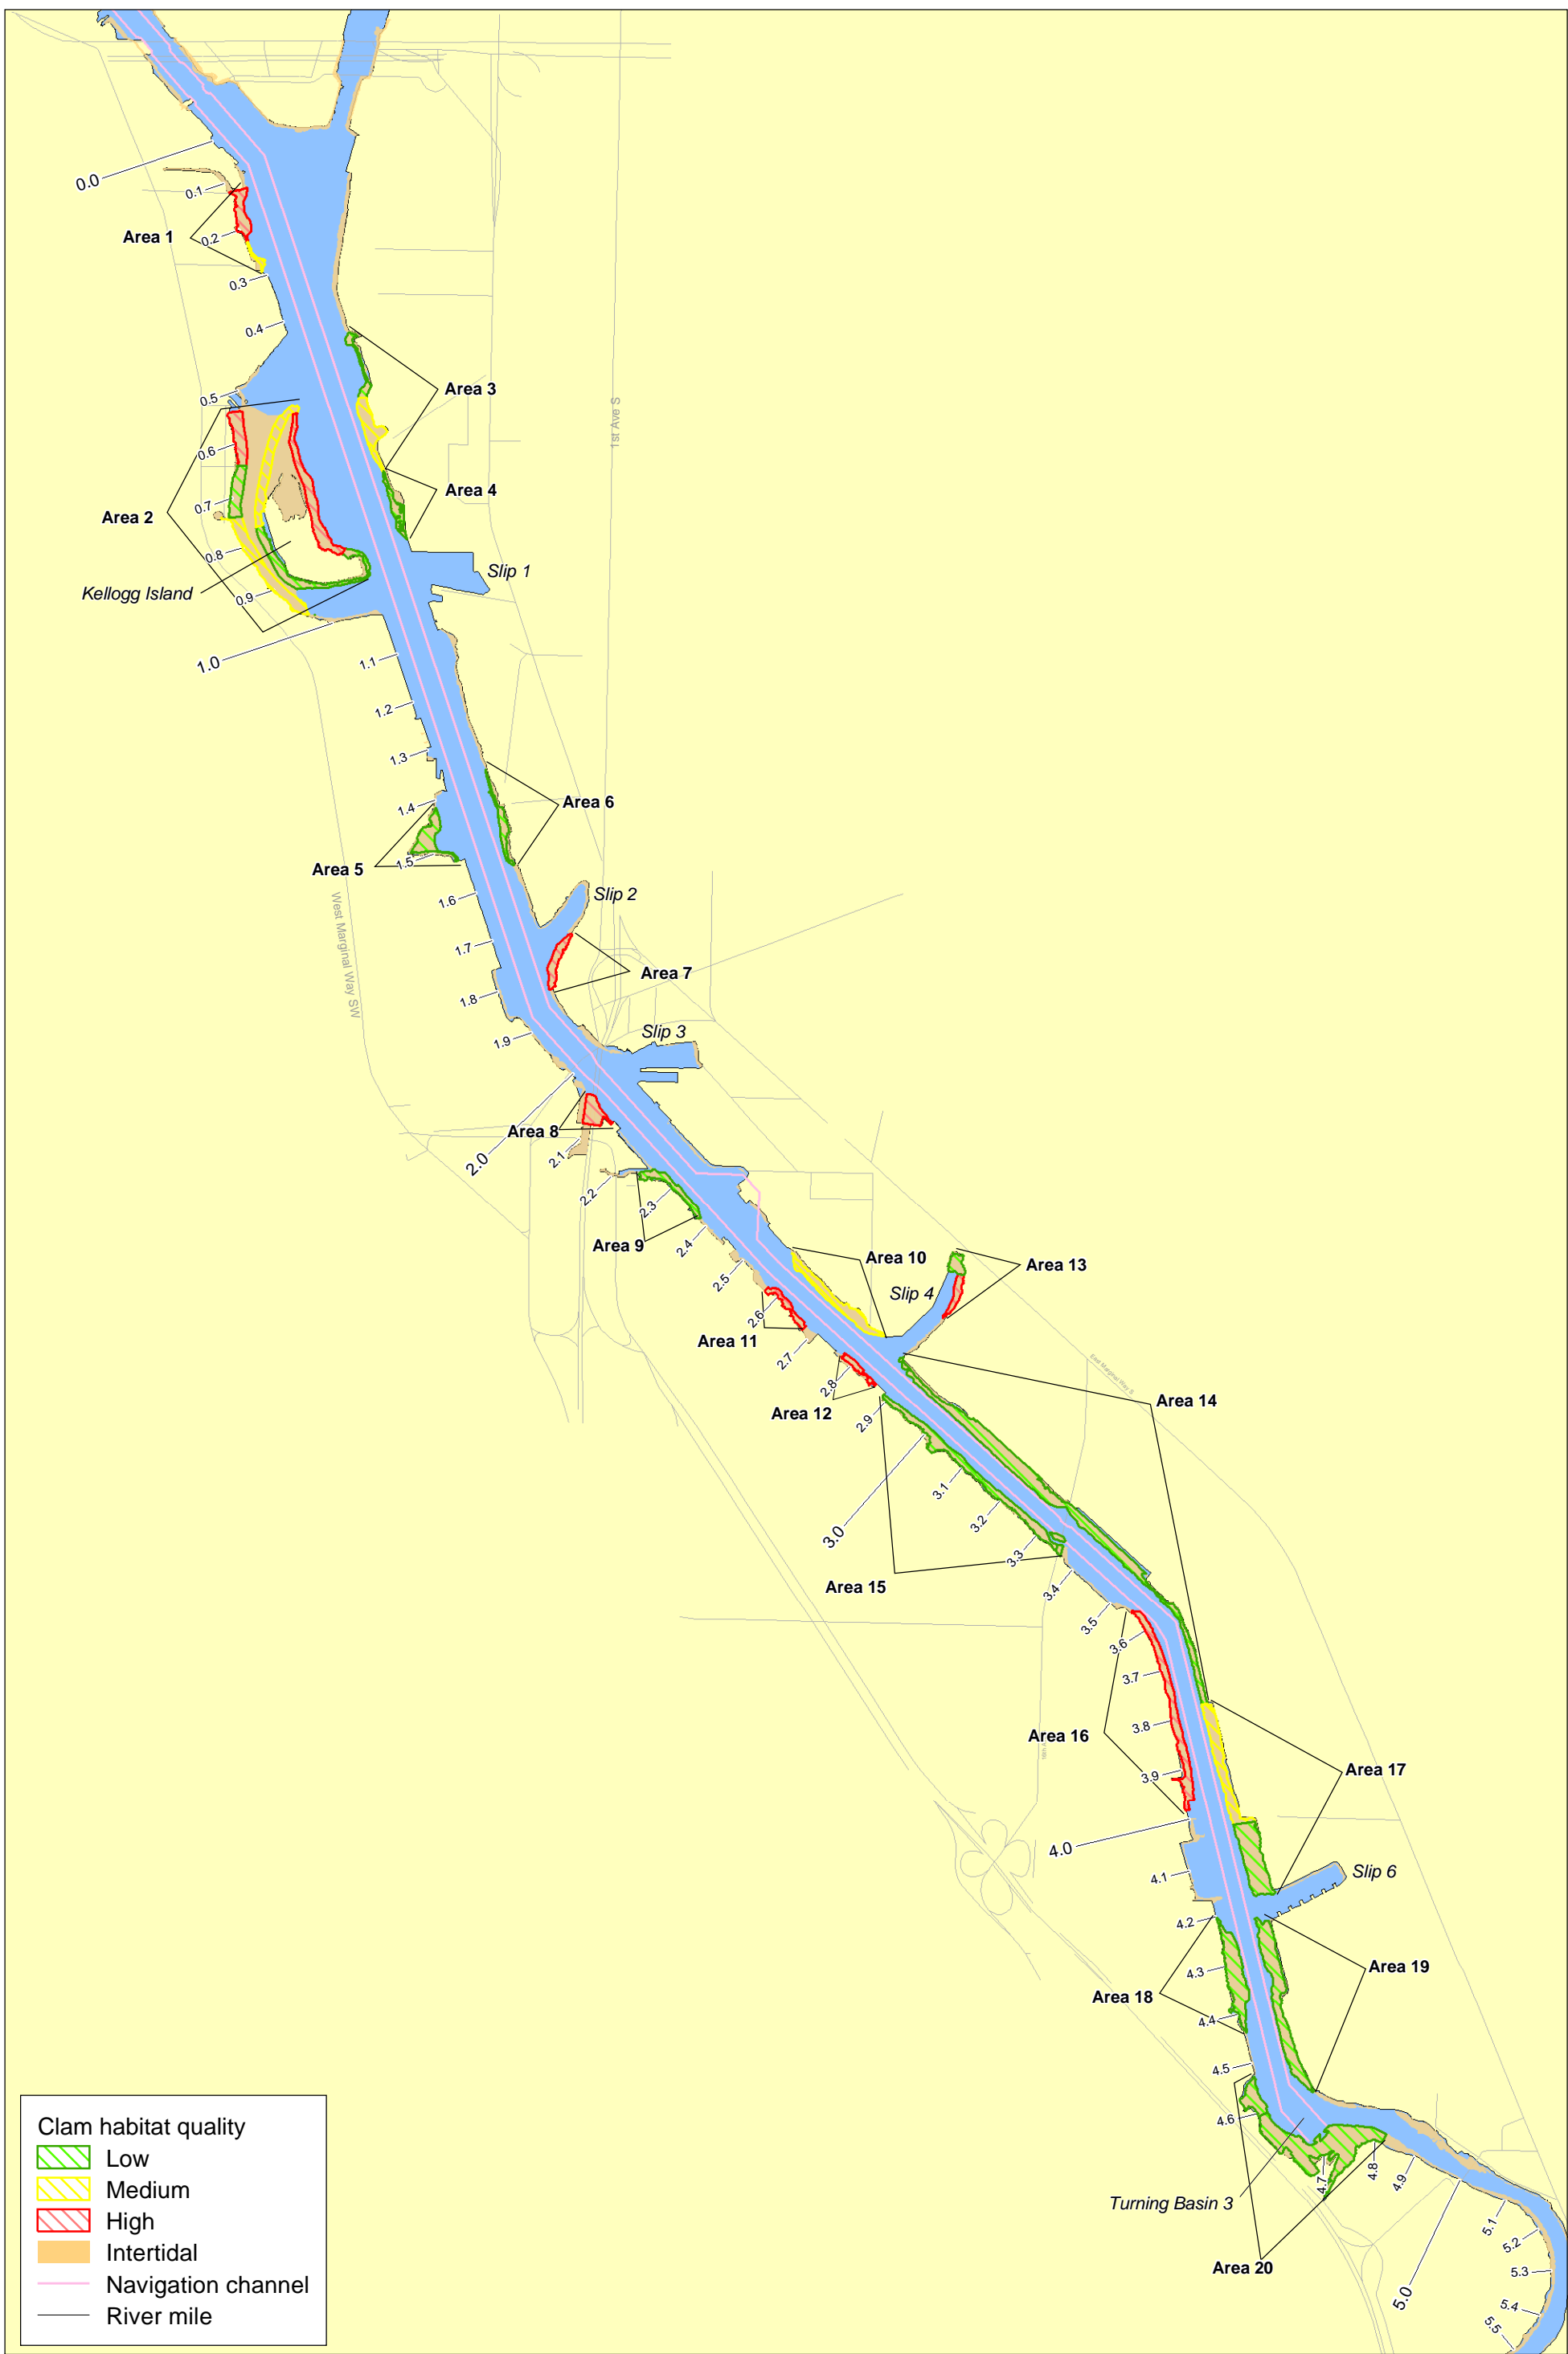 0.0
0.1
Area 1
0.2
0.3
0.4
Area 3
0.5
1st Ave S
0.6
Area 4
0.7
Area 2
0.8
Slip 1
Kellogg Island
0.9
1.0
1.1
1.2
1.3
1.4
Area 6
Area 5
1.5
1.6
Slip 2
West Marginal Way SW
1.7
Area 7
1.8
Slip 3
1.9
Area 8
2.0
2.1
2.2
2.3
Area 9
2.4
Area 10
2.5
Area 13
Slip 4
2.6
Area 11
2.7
East Marginal Way S
2.8
Area 14
Area 12
2.9
3.0
3.1
3.2
3.3
Area 15
3.4
3.5
3.6
3.7
3.8
Area 16
3.9
Area 17
4.0
4.1
Slip 6
4.2
Area 19
4.3
Area 18
4.4
4.5
4.6
4.7
4.8
4.9
Turning Basin 3
5.0
5.1
5.2
Area 20
5.3
5.4
5.5
Clam habitat quality
Low
Medium
High
Intertidal
Navigation channel
River mile